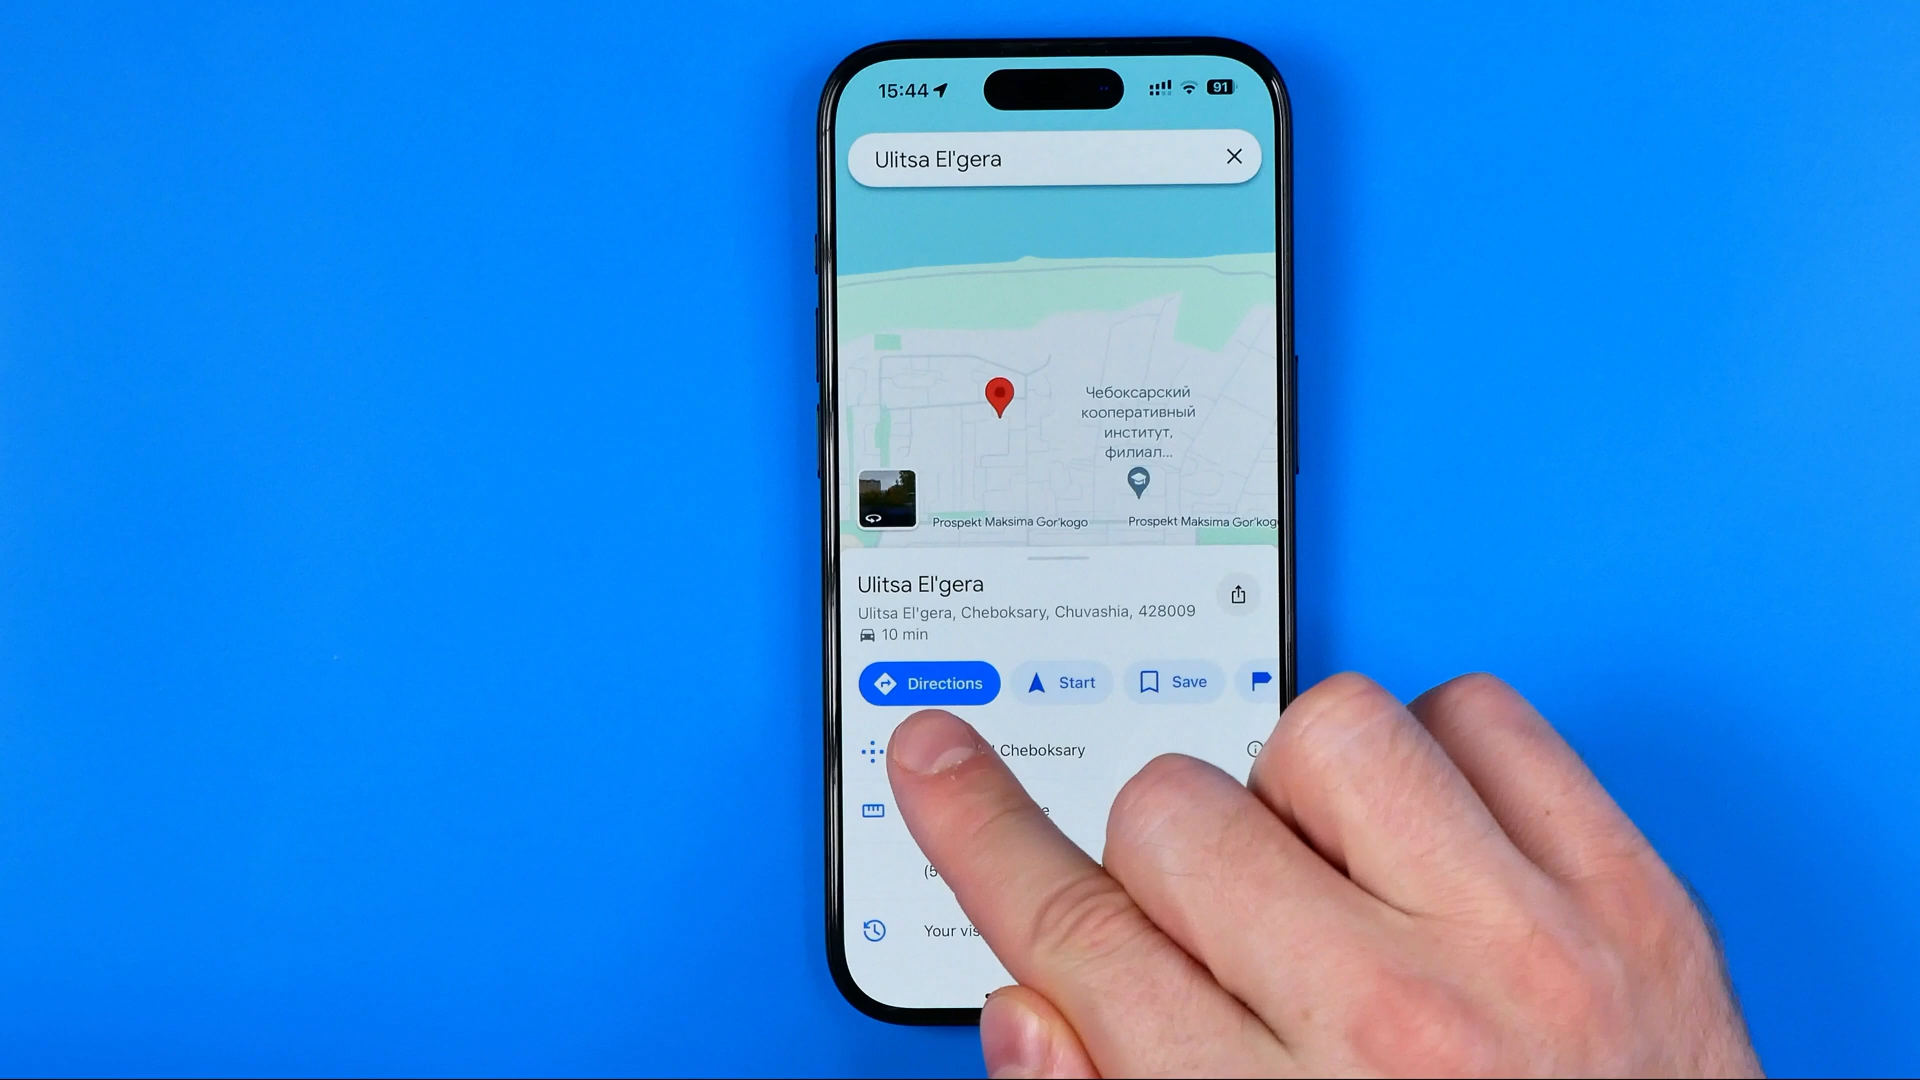 15:44
91
Ulitsa El'gera
Чебоксарский
кооперативный
институт,
филиал...
Prospekt Maksima Gor'kogo
Prospekt Maksima Gor'kog
Ulitsa El'gera
Ulitsa El'gera, Cheboksary, Chuvashia, 428009
10 min
Directions
Start
Save
Cheboksary
(5
Your vis